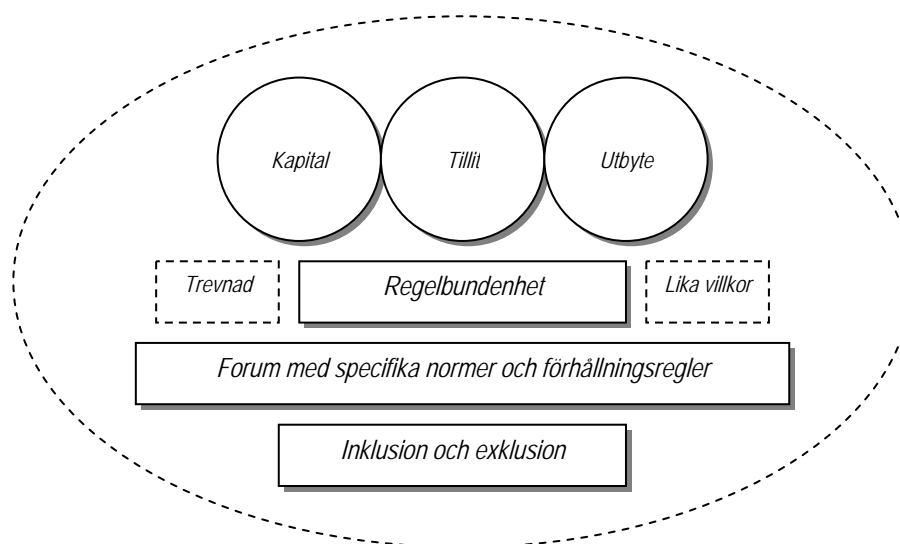 Kapital
Tillit
Utbyte
Trevnad
Regelbundenhet
Lika villkor
Forum med specifika normer och förhållningsregler
Inklusion och exklusion